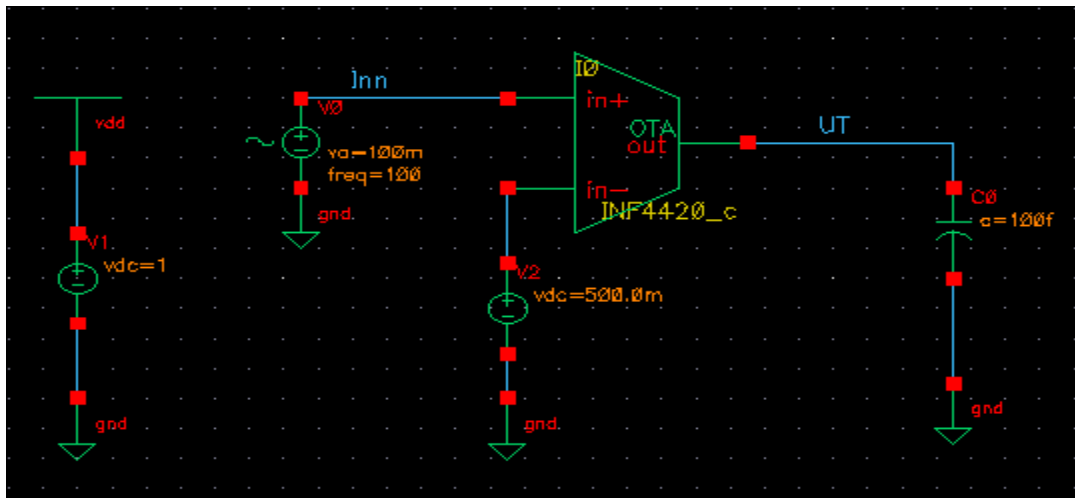 vdd
V1
vdc=1
gnd
Inn
V0
va=100m
freq=100
gnd
I0
in+
OTA
out
in-
INF4420_c
V2
vdc=500.0m
gnd
UT
C0
c=100f
gnd